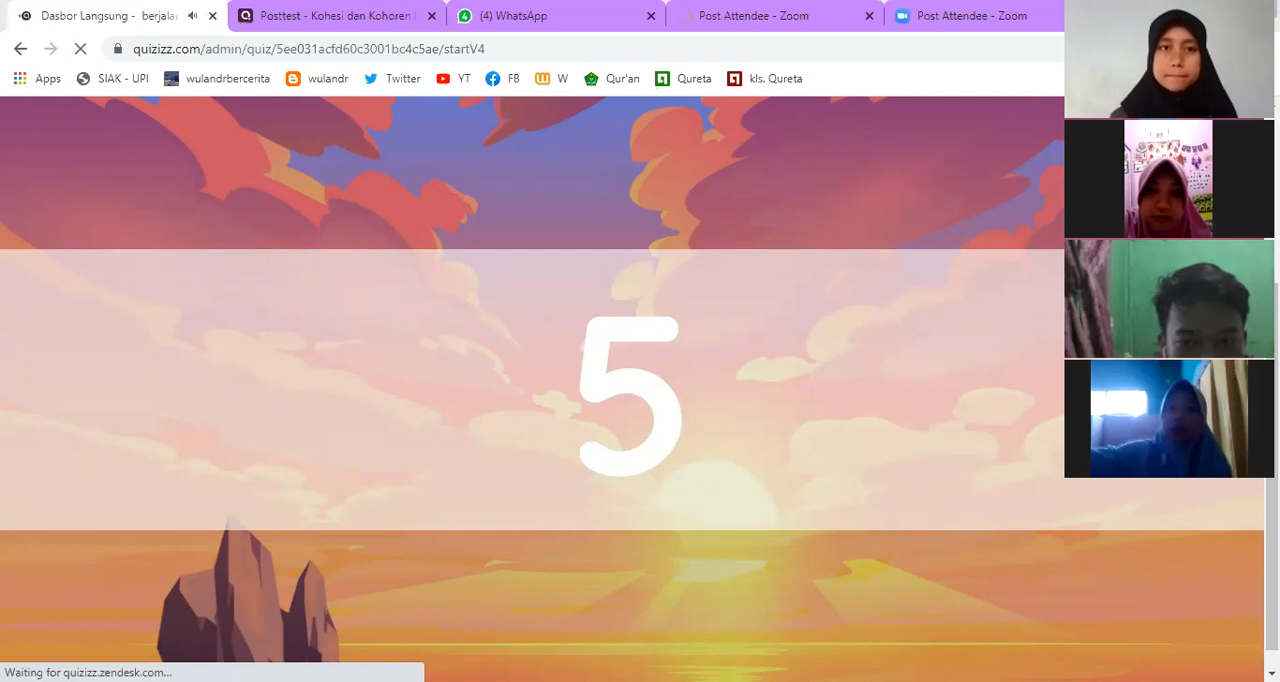 Dasbor Langsung - berjala
Posttest - Kohesi dan Kohoren
(4) WhatsApp
Post Attendee - Zoom
Post Attendee - Zoom
quizizz.com/admin/quiz/5ee031acfd60c3001bc4c5ae/startV4
Apps
SIAK - UPI
wulandrbercerita
wulandr
Twitter
YT
FB
W
Qur'an
Qureta
kls. Qureta
5
Waiting for quizizz.zendesk.com...